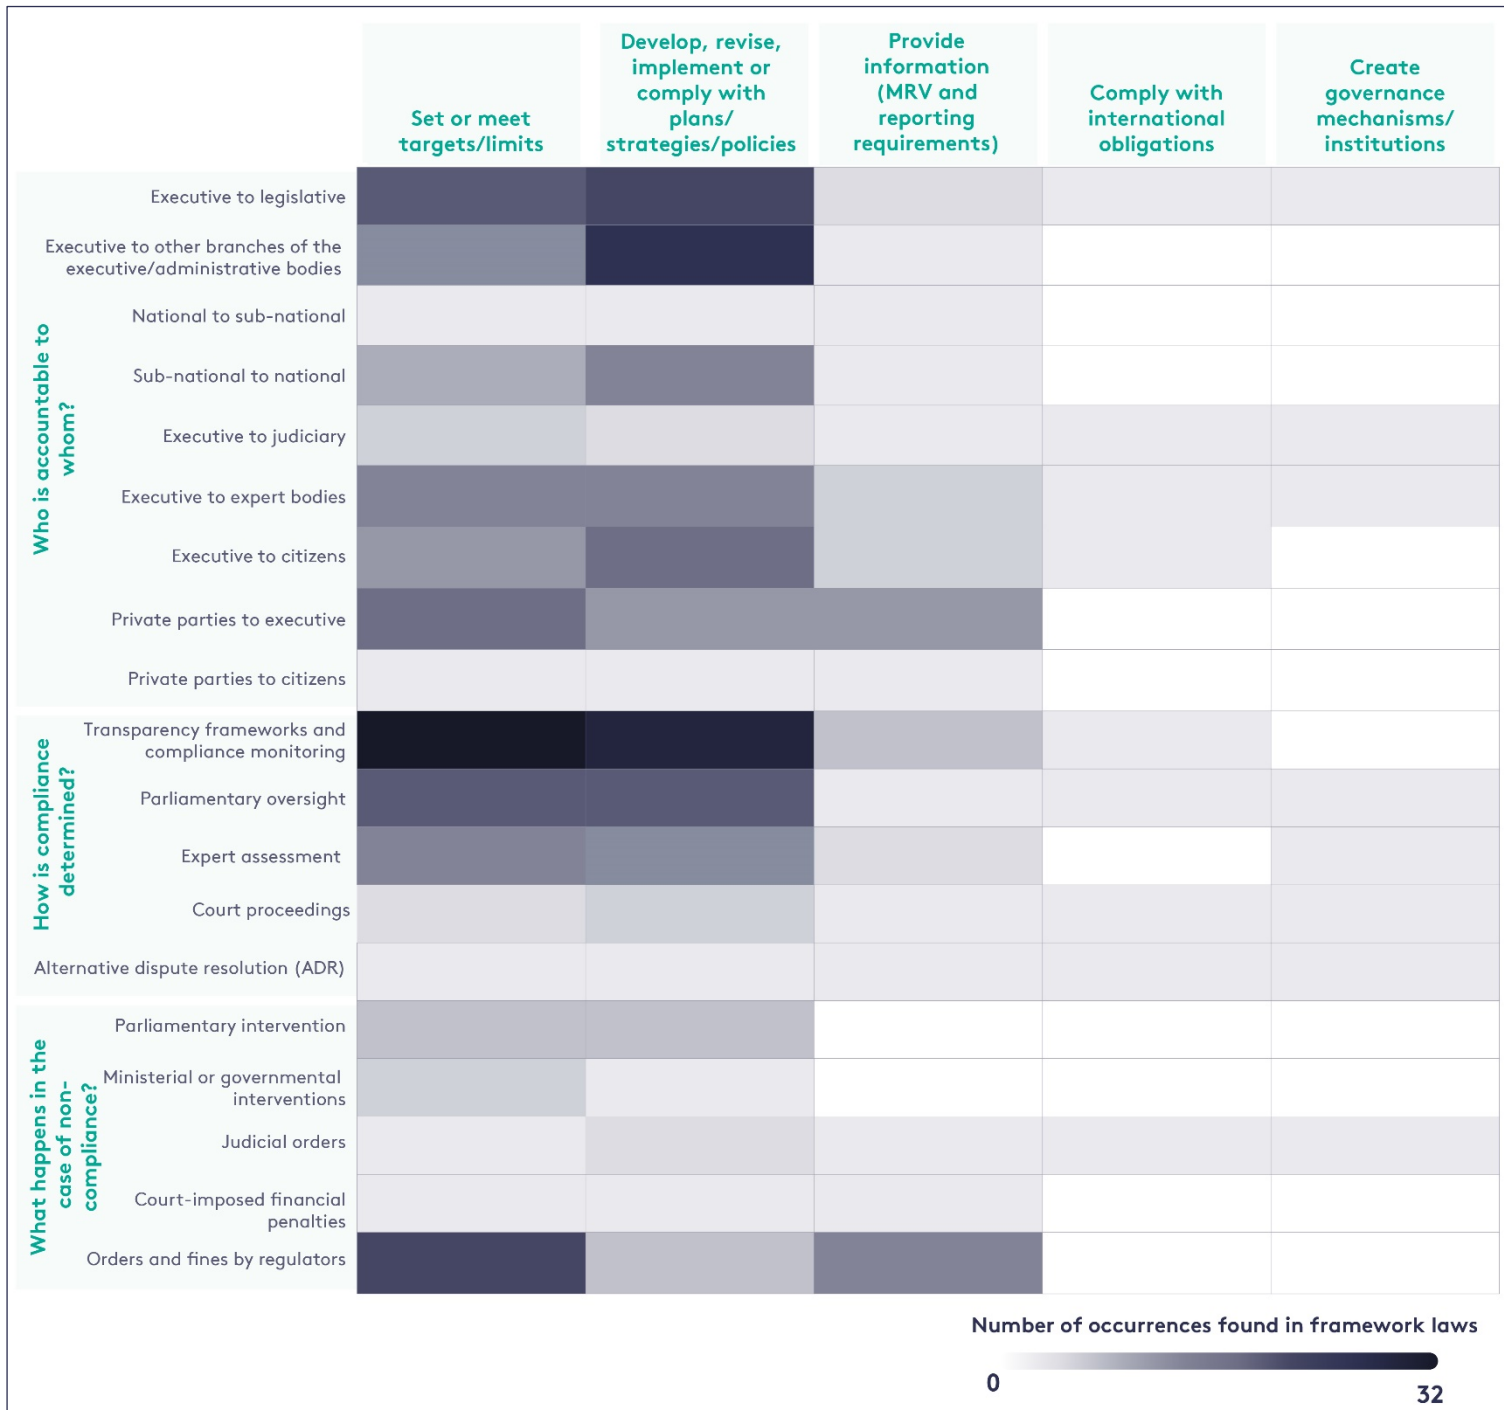 Set or meet
targets/limits
Develop, revise,
implement or
comply with
plans/
strategies/policies
Provide
information
(MRV and
reporting
requirements)
Comply with
international
obligations
Create
governance
mechanisms/
institutions
Who is accountable to
whom?
Executive to legislative
Executive to other branches of the
executive/administrative bodies
National to sub-national
Sub-national to national
Executive to judiciary
Executive to expert bodies
Executive to citizens
Private parties to executive
Private parties to citizens
How is compliance
determined?
Transparency frameworks and
compliance monitoring
Parliamentary oversight
Expert assessment
Court proceedings
Alternative dispute resolution (ADR)
What happens in the
case of non-
compliance?
Parliamentary intervention
Ministerial or governmental
interventions
Judicial orders
Court-imposed financial
penalties
Orders and fines by regulators
Number of occurrences found in framework laws
0
32